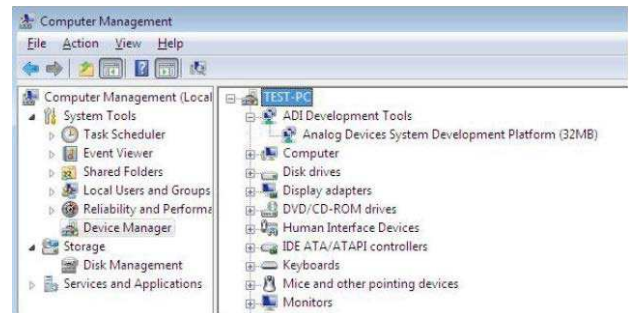 Computer Management
File Action View Help
Computer Management (Local
System Tools
Task Scheduler
Event Viewer
Shared Folders
Local Users and Groups
Reliability and Performa
Device Manager
Storage
Disk Management
Services and Applications
TEST-PC
ADI Development Tools
Analog Devices System Development Platform (32MB)
Computer
Disk drives
Display adapters
DVD/CD-ROM drives
Human Interface Devices
IDE ATA/ATAPI controllers
Keyboards
Mice and other pointing devices
Monitors